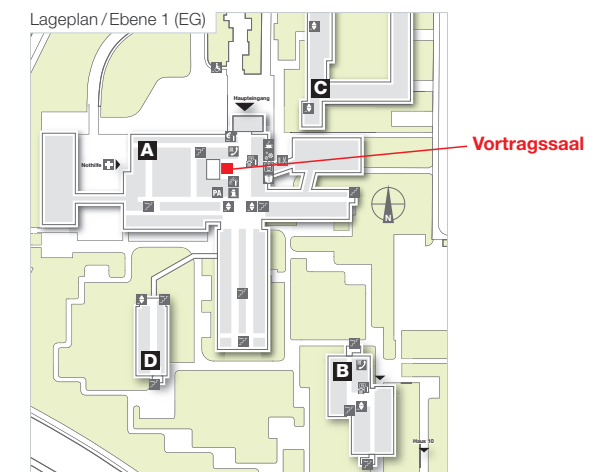 Lageplan / Ebene 1 (EG)
C
Haupteingang
A
Vortragssaal
Nothilfe
PA
i
N
D
B
Haus 10